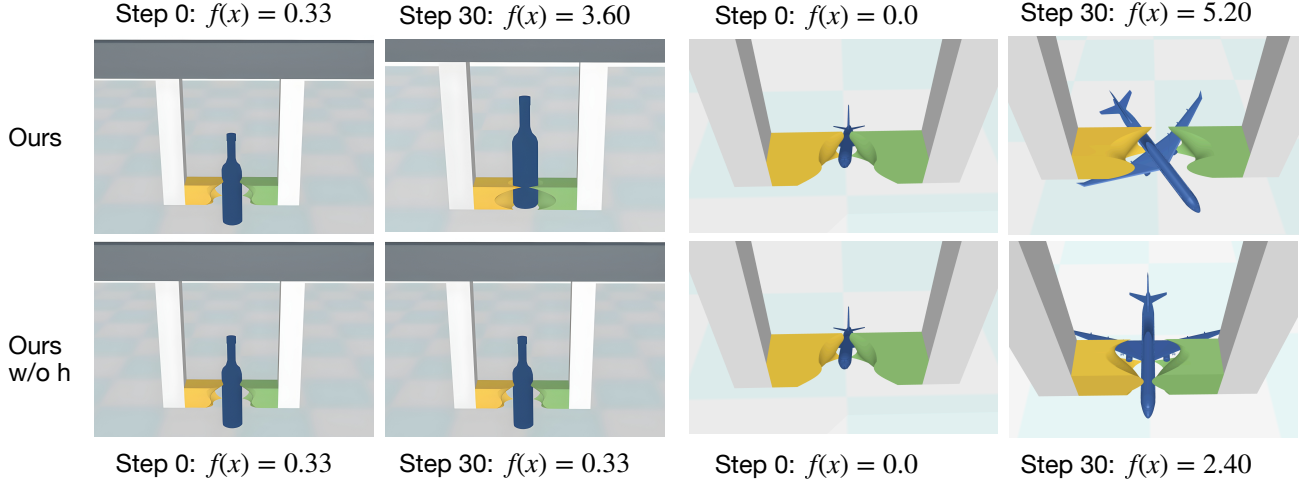 Step 0: f(x) = 0.33 Step 30: f(x) = 3.60 Step 0: f(x) = 0.0 Step 30: f(x) = 5.20
Ours
Ours
w/o h
Step 0: f(x) = 0.33 Step 30: f(x) = 0.33 Step 0: f(x) = 0.0 Step 30: f(x) = 2.40